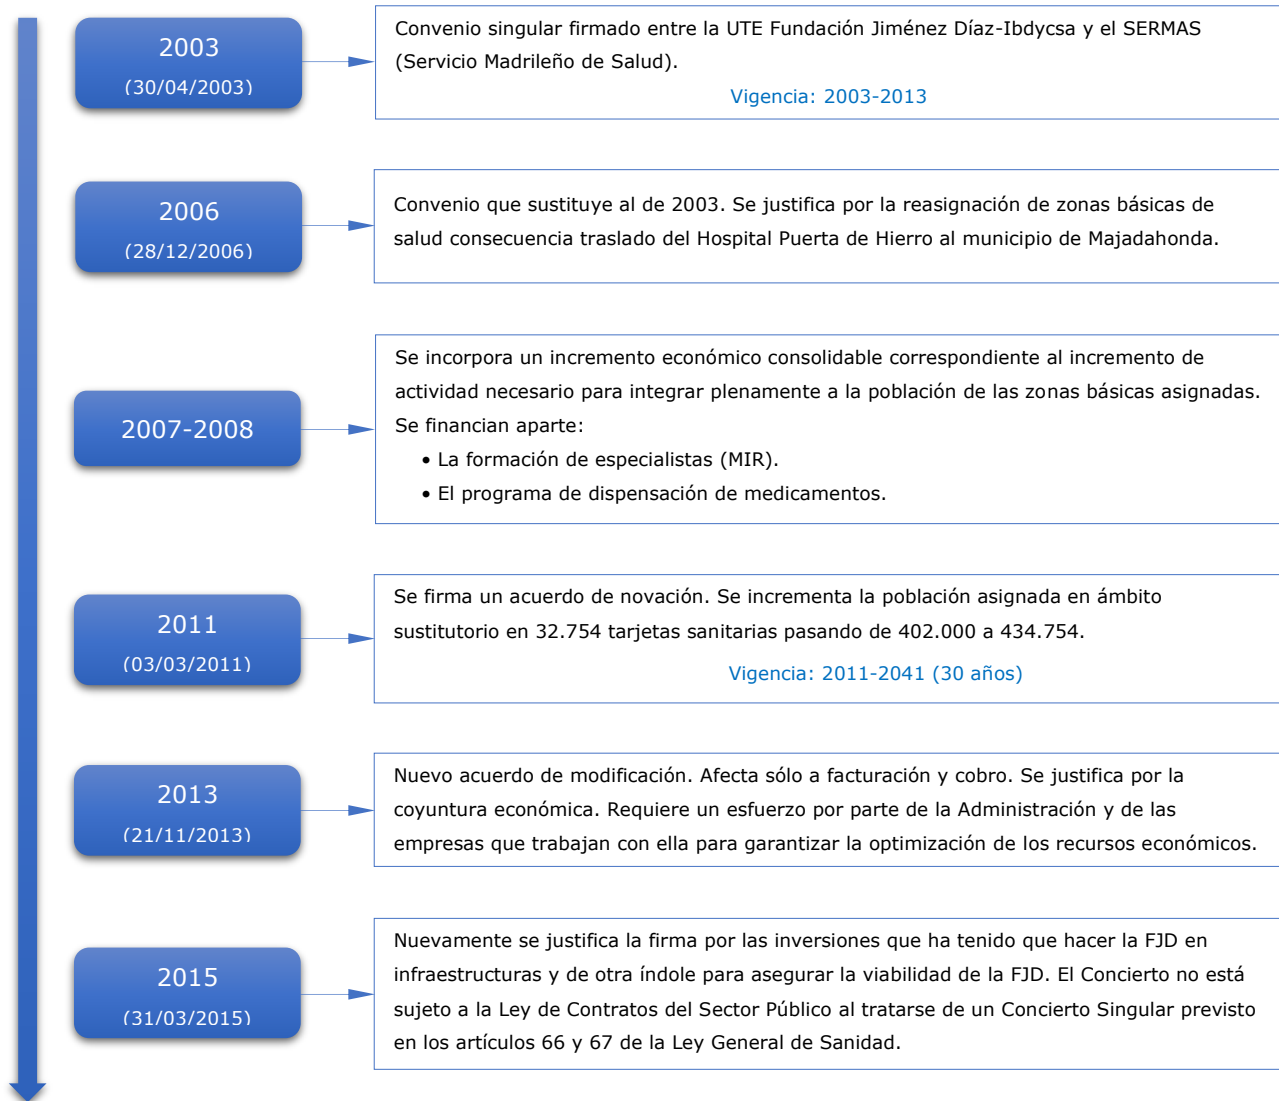 2003
(30/04/2003)
Convenio singular firmado entre la UTE Fundación Jiménez Díaz-Ibdycsa y el SERMAS
(Servicio Madrileño de Salud).
Vigencia: 2003-2013
2006
(28/12/2006)
Convenio que sustituye al de 2003. Se justifica por la reasignación de zonas básicas de
salud consecuencia traslado del Hospital Puerta de Hierro al municipio de Majadahonda.
2007-2008
Se incorpora un incremento económico consolidable correspondiente al incremento de
actividad necesario para integrar plenamente a la población de las zonas básicas asignadas.
Se financian aparte:
• La formación de especialistas (MIR).
• El programa de dispensación de medicamentos.
2011
(03/03/2011)
Se firma un acuerdo de novación. Se incrementa la población asignada en ámbito
sustitutorio en 32.754 tarjetas sanitarias pasando de 402.000 a 434.754.
Vigencia: 2011-2041 (30 años)
2013
(21/11/2013)
Nuevo acuerdo de modificación. Afecta sólo a facturación y cobro. Se justifica por la
coyuntura económica. Requiere un esfuerzo por parte de la Administración y de las
empresas que trabajan con ella para garantizar la optimización de los recursos económicos.
2015
(31/03/2015)
Nuevamente se justifica la firma por las inversiones que ha tenido que hacer la FJD en
infraestructuras y de otra índole para asegurar la viabilidad de la FJD. El Concierto no está
sujeto a la Ley de Contratos del Sector Público al tratarse de un Concierto Singular previsto
en los artículos 66 y 67 de la Ley General de Sanidad.